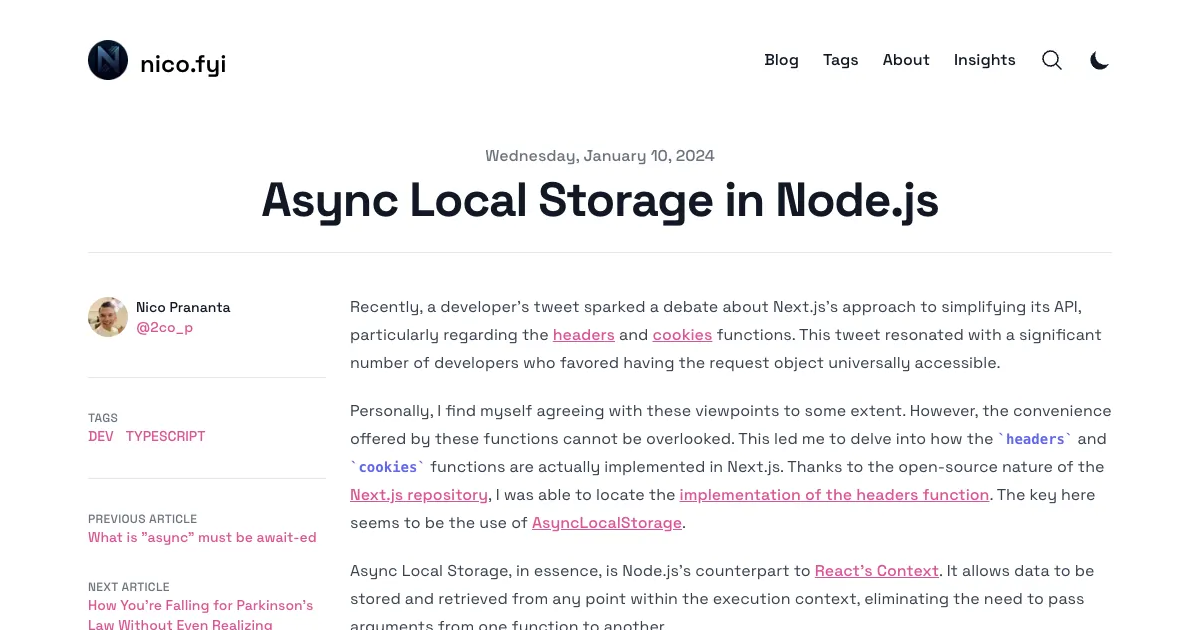 nico.fyi
Blog
Tags
About
Insights
Wednesday, January 10, 2024
Async Local Storage in Node.js
Nico Prananta
@2co_p
TAGS
DEV TYPESCRIPT
PREVIOUS ARTICLE
What is "async" must be await-ed
NEXT ARTICLE
How You're Falling for Parkinson's
Law Without Even Realizing
Recently, a developer's tweet sparked a debate about Next.js's approach to simplifying its API,
particularly regarding the headers and cookies functions. This tweet resonated with a significant
number of developers who favored having the request object universally accessible.
Personally, I find myself agreeing with these viewpoints to some extent. However, the convenience
offered by these functions cannot be overlooked. This led me to delve into how the `headers` and
`cookies` functions are actually implemented in Next.js. Thanks to the open-source nature of the
Next.js repository, I was able to locate the implementation of the headers function. The key here
seems to be the use of AsyncLocalStorage.
Async Local Storage, in essence, is Node.js's counterpart to React's Context. It allows data to be
stored and retrieved from any point within the execution context, eliminating the need to pass
arguments from one function to another.